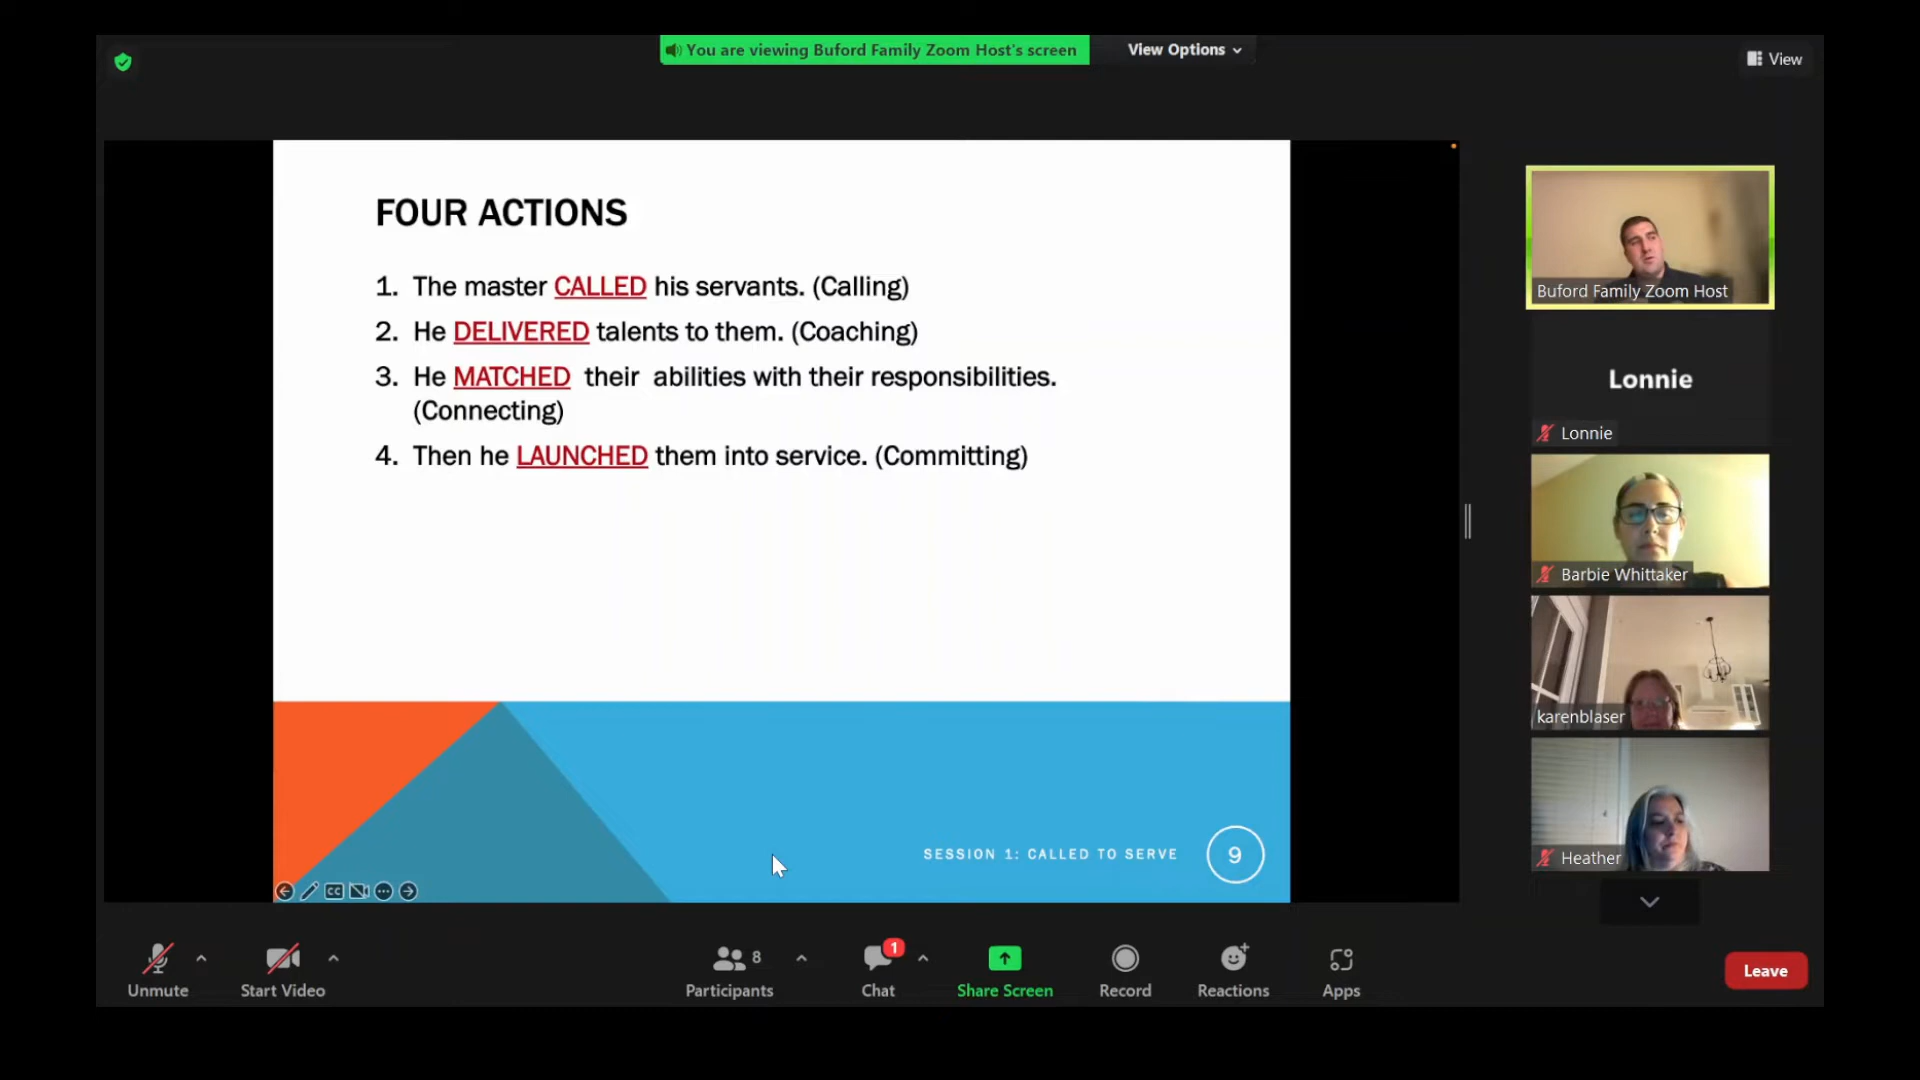 You are viewing Buford Family Zoom Host's screen
View Options
View
FOUR ACTIONS
1. The master CALLED his servants. (Calling)
2. He DELIVERED talents to them. (Coaching)
3. He MATCHED their abilities with their responsibilities.
(Connecting)
4. Then he LAUNCHED them into service. (Committing)
SESSION 1: CALLED TO SERVE
9
CC
Buford Family Zoom Host
Lonnie
Lonnie
Barbie Whittaker
karenblaser
Heather
Unmute
Start Video
8
Participants
1
Chat
Share Screen
Record
Reactions
Apps
Leave